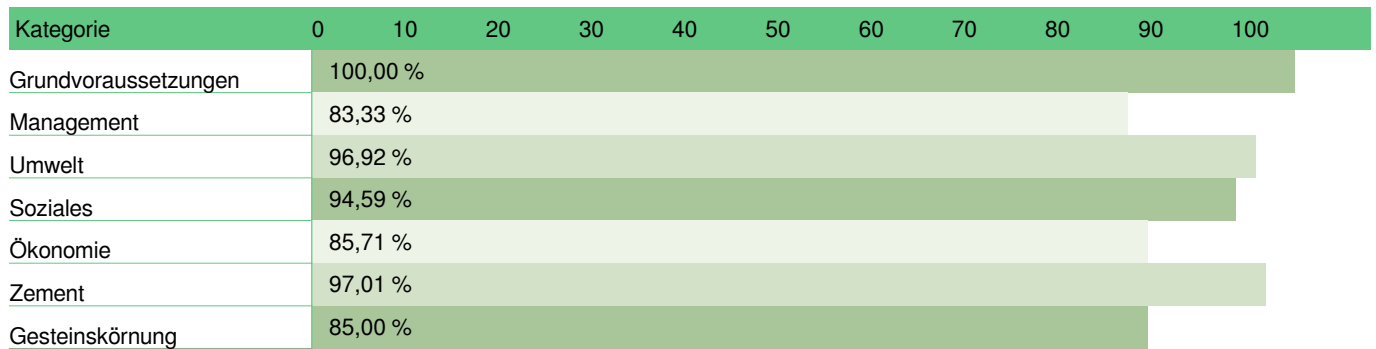 Kategorie 0 10 20 30 40 50 60 70 80 90 100
Grundvoraussetzungen 100,00 %
Management 83,33 %
Umwelt 96,92 %
Soziales 94,59 %
Ökonomie 85,71 %
Zement 97,01 %
Gesteinskörnung 85,00 %